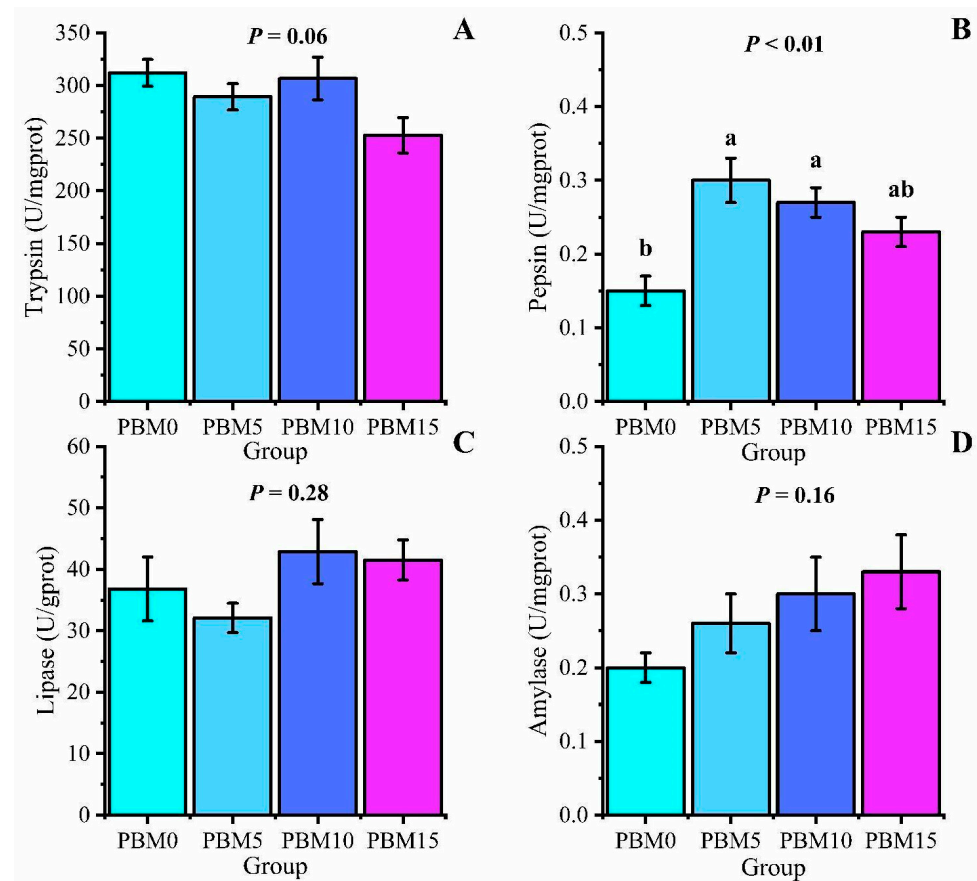 A
P = 0.06
Trypsin (U/mgprot)
350
300
250
200
150
100
50
0
PBM0 PBM5 PBM10 PBM15
Group
B
P < 0.01
Pepsin (U/mgprot)
0.5
0.4
0.3
0.2
0.1
0.0
b
a
a
ab
PBM0 PBM5 PBM10 PBM15
Group
C
P = 0.28
Lipase (U/gprot)
60
50
40
30
20
10
0
PBM0 PBM5 PBM10 PBM15
Group
D
P = 0.16
Amylase (U/mgprot)
0.5
0.4
0.3
0.2
0.1
0.0
PBM0 PBM5 PBM10 PBM15
Group